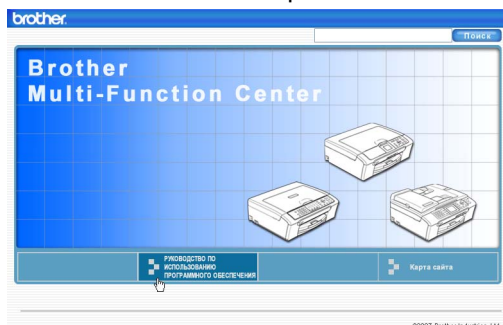 brother
Поиск
Brother
Multi-Function Center
РУКОВОДСТВО ПО
ИСПОЛЬЗОВАНИЮ
ПРОГРАММНОГО ОБЕСПЕЧЕНИЯ
Карта сайта